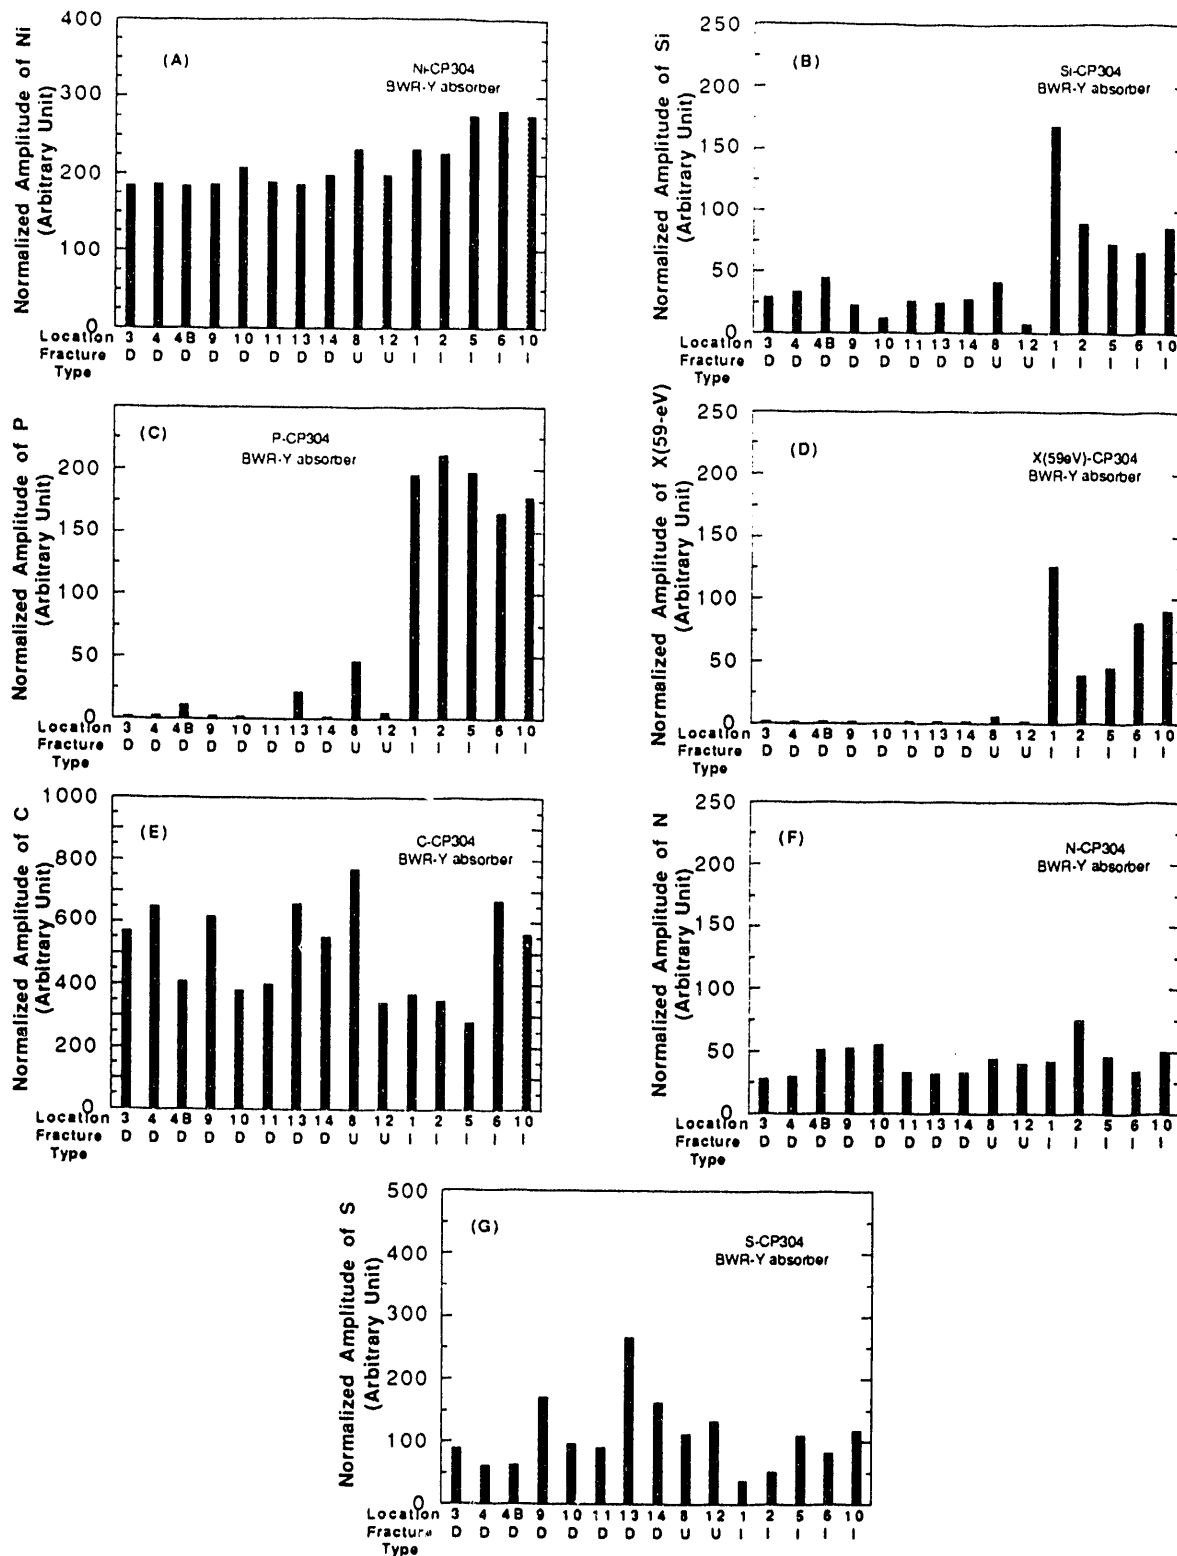 Normalized Amplitude of Ni
(Arbitrary Unit)
400
300
200
100
0
(A)
Ni-CP304
BWR-Y absorber
Location 3 4 4B 9 10 11 13 14 8 12 1 2 5 6 10
Fracture D D D D D D D D U U I I I I I
Type
Normalized Amplitude of Si
(Arbitrary Unit)
250
200
150
100
50
0
(B)
Si-CP304
BWR-Y absorber
Location 3 4 4B 9 10 11 13 14 8 12 1 2 5 6 10
Fracture D D D D D D D D U U I I I I I
Type
Normalized Amplitude of P
(Arbitrary Unit)
200
150
100
50
0
(C)
P-CP304
BWR-Y absorber
Location 3 4 4B 9 10 11 13 14 8 12 1 2 5 6 10
Fracture D D D D D D D D U U I I I I I
Type
Normalized Amplitude of X(59-eV)
(Arbitrary Unit)
250
200
150
100
50
0
(D)
X(59eV)-CP304
BWR-Y absorber
Location 3 4 4B 9 10 11 13 14 8 12 1 2 5 6 10
Fracture D D D D D D D D U U I I I I I
Type
Normalized Amplitude of C
(Arbitrary Unit)
1000
800
600
400
200
0
(E)
C-CP304
BWR-Y absorber
Location 3 4 4B 9 10 11 13 14 8 12 1 2 5 6 10
Fracture D D D D D D D D U U I I I I I
Type
Normalized Amplitude of N
(Arbitrary Unit)
250
200
150
100
50
0
(F)
N-CP304
BWR-Y absorber
Location 3 4 4B 9 10 11 13 14 8 12 1 2 5 6 10
Fracture D D D D D D D D U U I I I I I
Type
Normalized Amplitude of S
(Arbitrary Unit)
500
400
300
200
100
0
(G)
S-CP304
BWR-Y absorber
Location 3 4 4B 9 10 11 13 14 8 12 1 2 5 6 10
Fracture D D D D D D D D U U I I I I I
Type